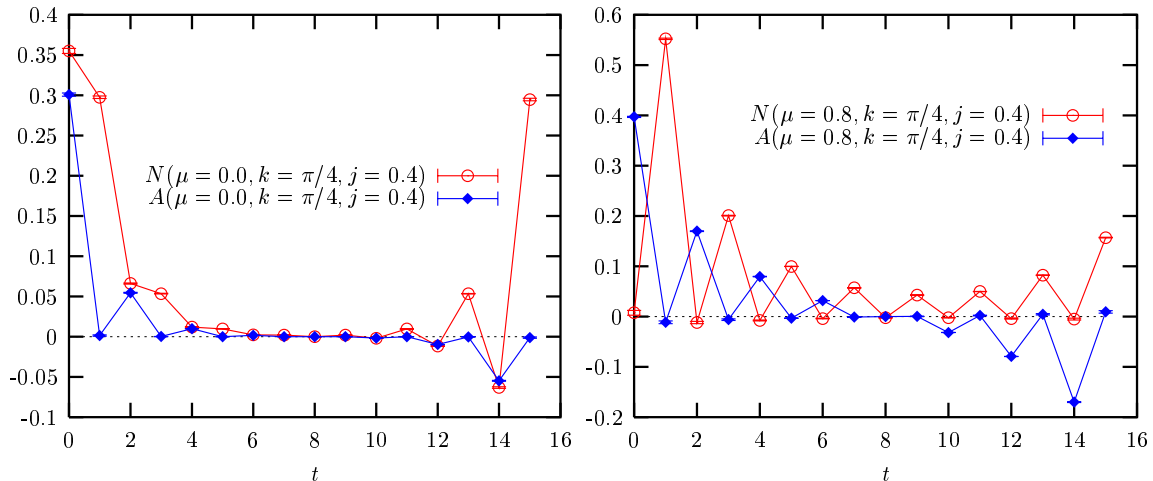 0.4
0.35
0.3
0.25
0.2
0.15
0.1
0.05
0
-0.05
-0.1
0 2 4 6 8 10 12 14 16
t
N(μ = 0.0, k = π/4, j = 0.4)
A(μ = 0.0, k = π/4, j = 0.4)
0.6
0.5
0.4
0.3
0.2
0.1
0
-0.1
-0.2
0 2 4 6 8 10 12 14 16
t
N(μ = 0.8, k = π/4, j = 0.4)
A(μ = 0.8, k = π/4, j = 0.4)